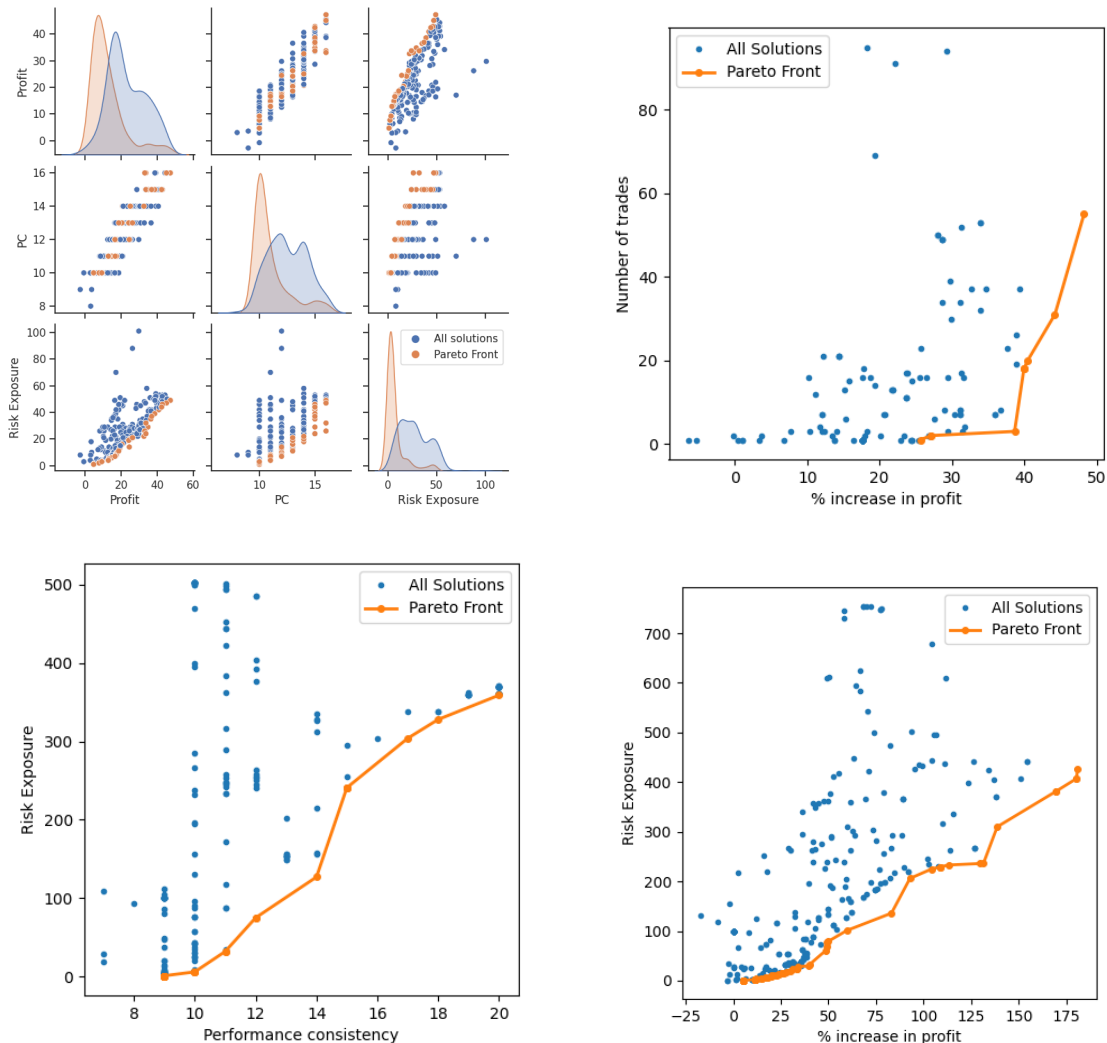 40
30
20
10
0
Profit
16
14
12
10
8
PC
100
80
60
40
20
0
Risk Exposure
All solutions
Pareto Front
0 20 40 60
Profit
10 15
PC
0 50 100
Risk Exposure
All Solutions
Pareto Front
80
60
40
20
0
Number of trades
0 10 20 30 40 50
% increase in profit
All Solutions
Pareto Front
500
400
300
200
100
0
Risk Exposure
8 10 12 14 16 18 20
Performance consistency
All Solutions
Pareto Front
700
600
500
400
300
200
100
0
Risk Exposure
−25 0 25 50 75 100 125 150 175
% increase in profit